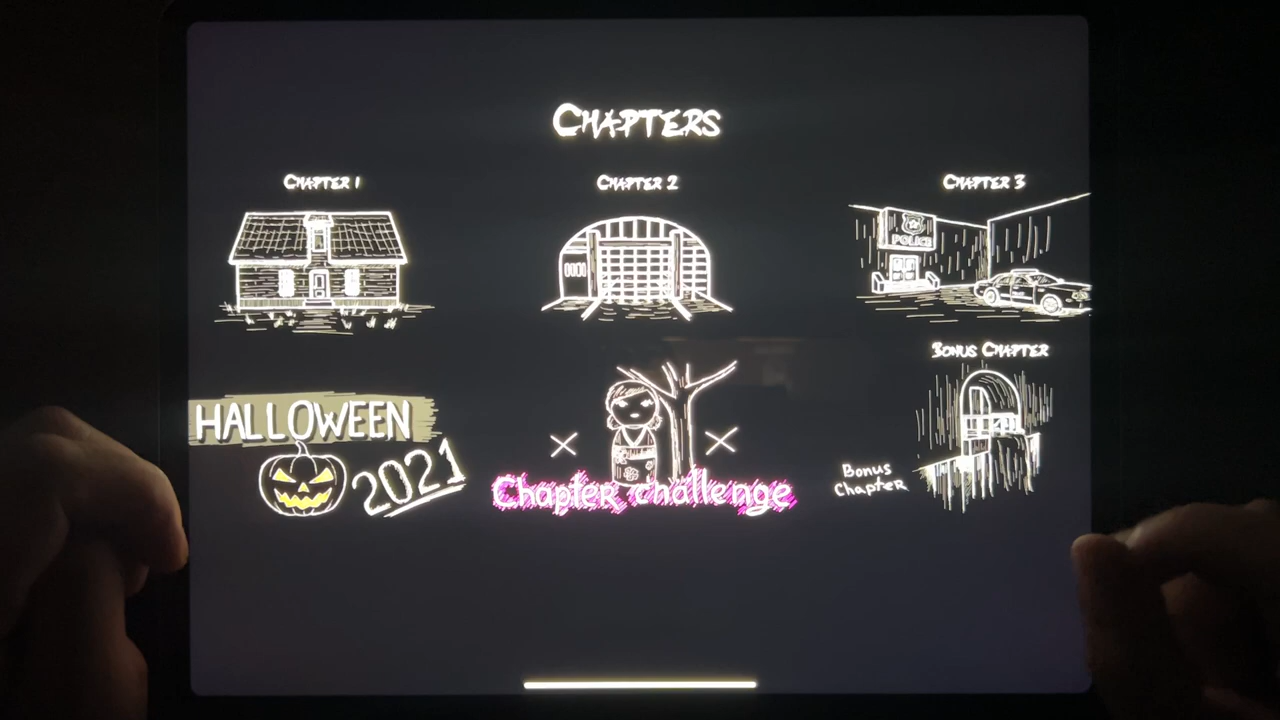 CHAPTERS
CHAPTER 1
CHAPTER 2
CHAPTER 3
POLICE
BONUS CHAPTER
HALLOWEEN
2021
Chapter challenge
Bonus
Chapter